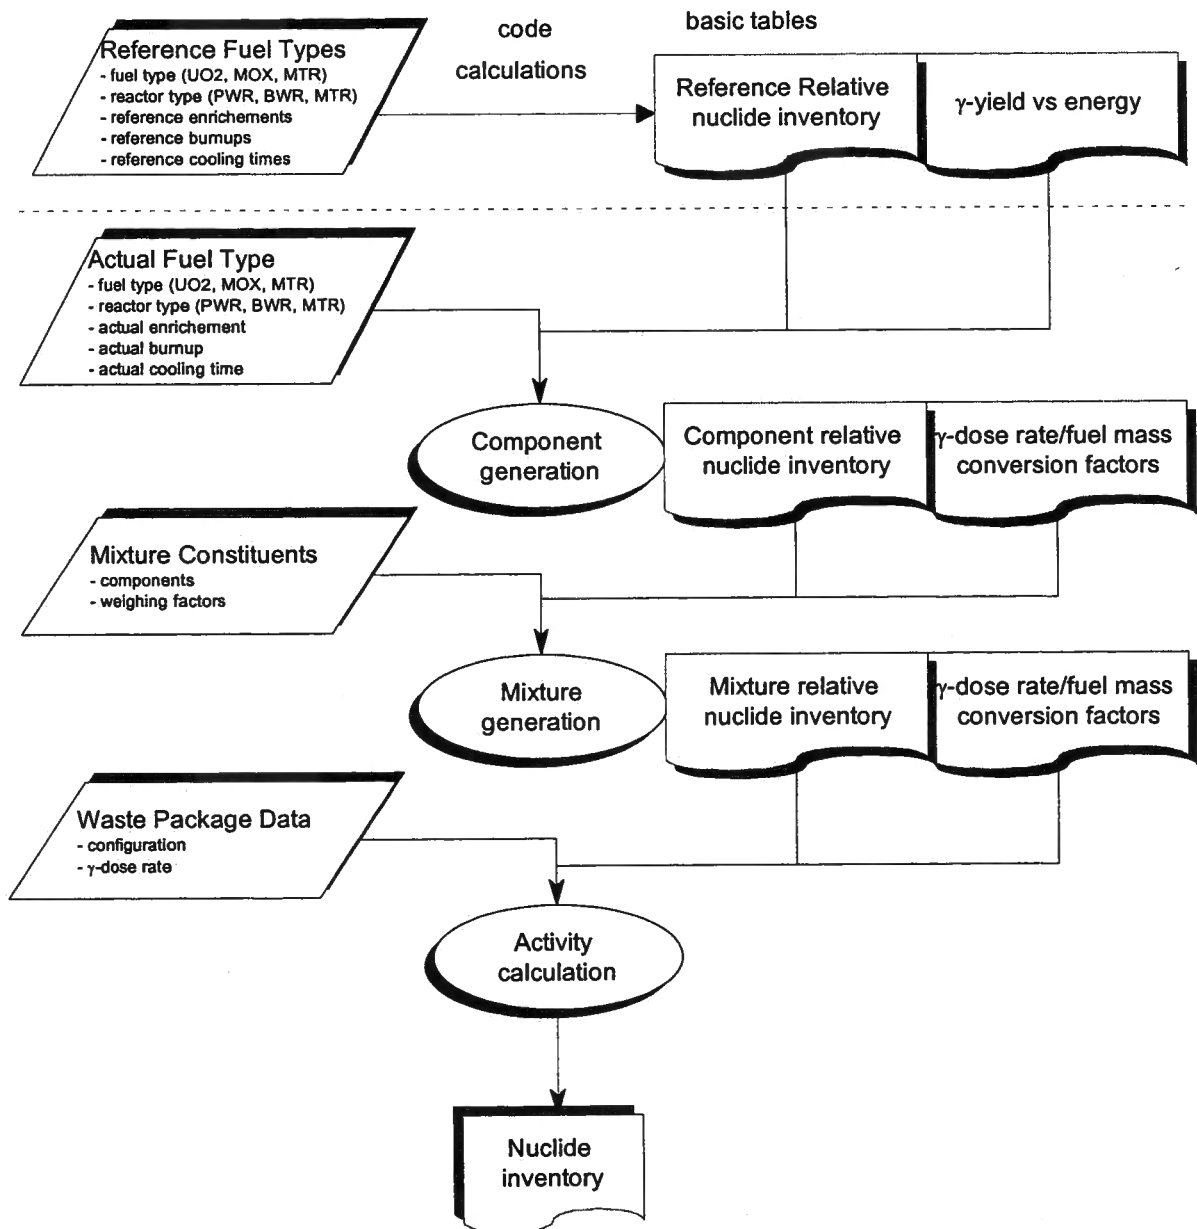 code
calculations
basic tables
Reference Fuel Types
- fuel type (UO2, MOX, MTR)
- reactor type (PWR, BWR, MTR)
- reference enrichements
- reference burnups
- reference cooling times
Reference Relative
nuclide inventory
γ-yield vs energy
Actual Fuel Type
- fuel type (UO2, MOX, MTR)
- reactor type (PWR, BWR, MTR)
- actual enrichement
- actual burnup
- actual cooling time
Component
generation
Component relative
nuclide inventory
γ-dose rate/fuel mass
conversion factors
Mixture Constituents
- components
- weighing factors
Mixture
generation
Mixture relative
nuclide inventory
γ-dose rate/fuel mass
conversion factors
Waste Package Data
- configuration
- γ-dose rate
Activity
calculation
Nuclide
inventory